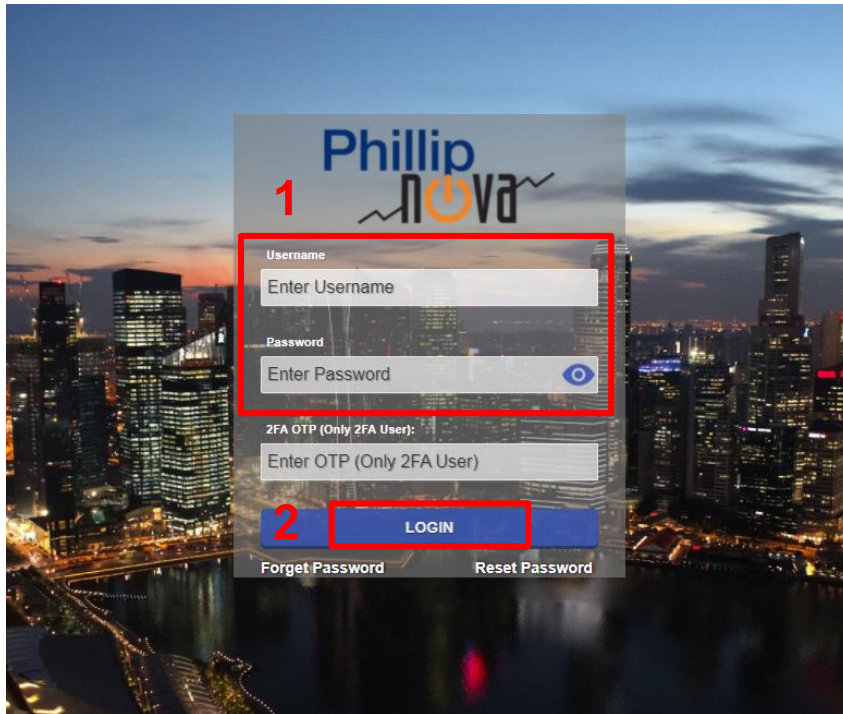 Phillip
nova
1
Username
Enter Username
Password
Enter Password
2FA OTP (Only 2FA User):
Enter OTP (Only 2FA User)
2
LOGIN
Forget Password Reset Password